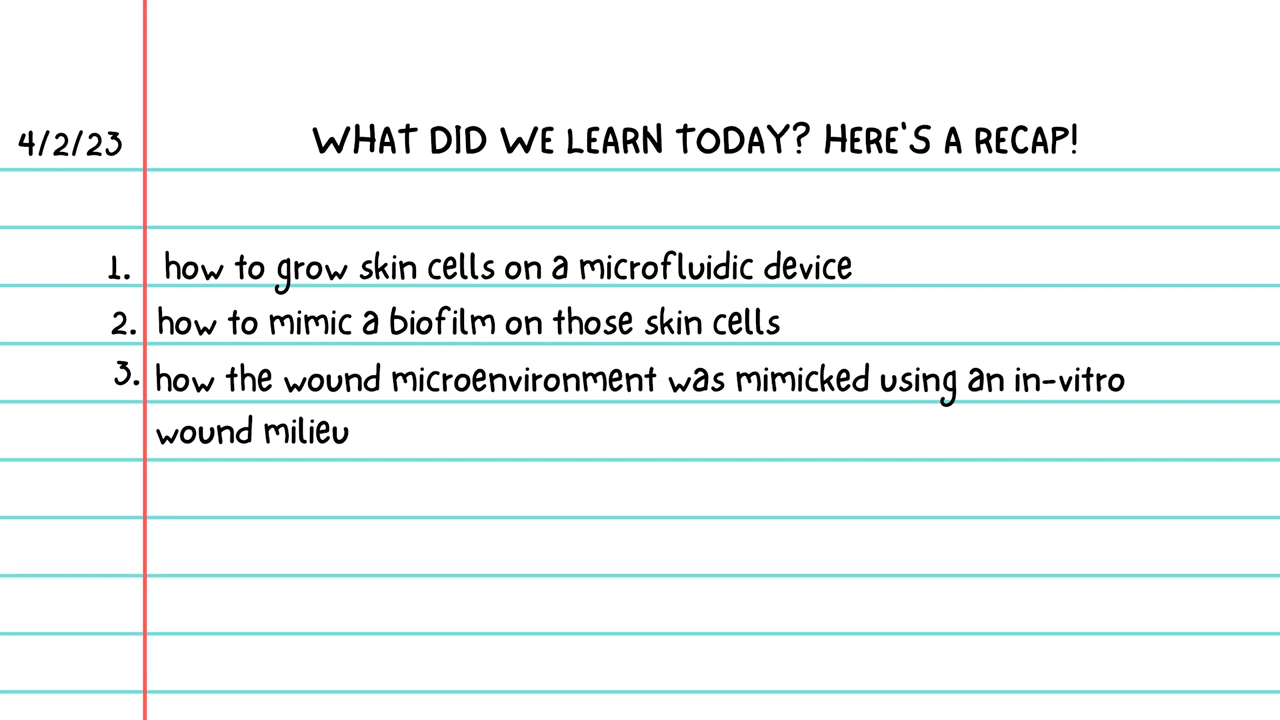 4/2/23 WHAT DID WE LEARN TODAY? HERE'S A RECAP!
1. how to grow skin cells on a microfluidic device
2. how to mimic a biofilm on those skin cells
3. how the wound microenvironment was mimicked using an in-vitro
wound milieu